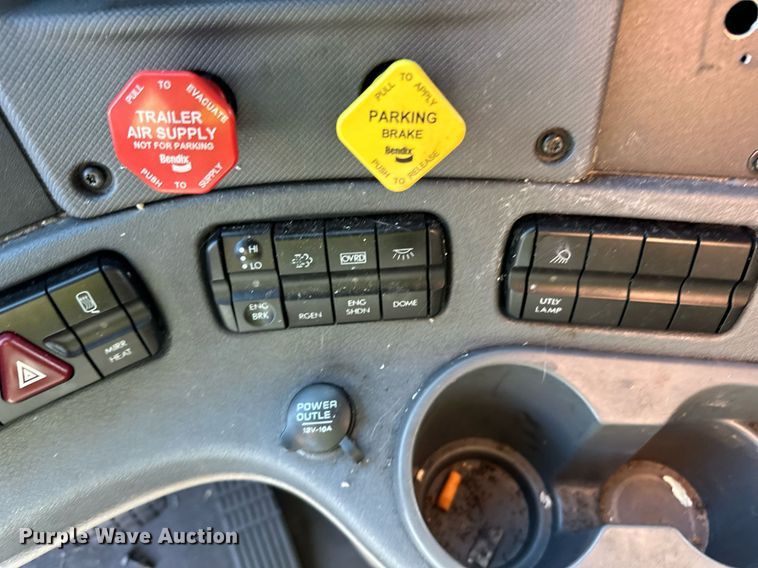 PULL TO EVACUATE
TRAILER
AIR SUPPLY
NOT FOR PARKING
Bendix
PUSH TO SUPPLY
PULL TO APPLY
PARKING
BRAKE
Bendix
PUSH TO RELEASE
HI
LO
ENG
BRK
RGEN
OVRD
ENG
SHDN
DOME
UTLY
LAMP
MIRR
HEAT
POWER
OUTLE
12V-10A
Purple Wave Auction